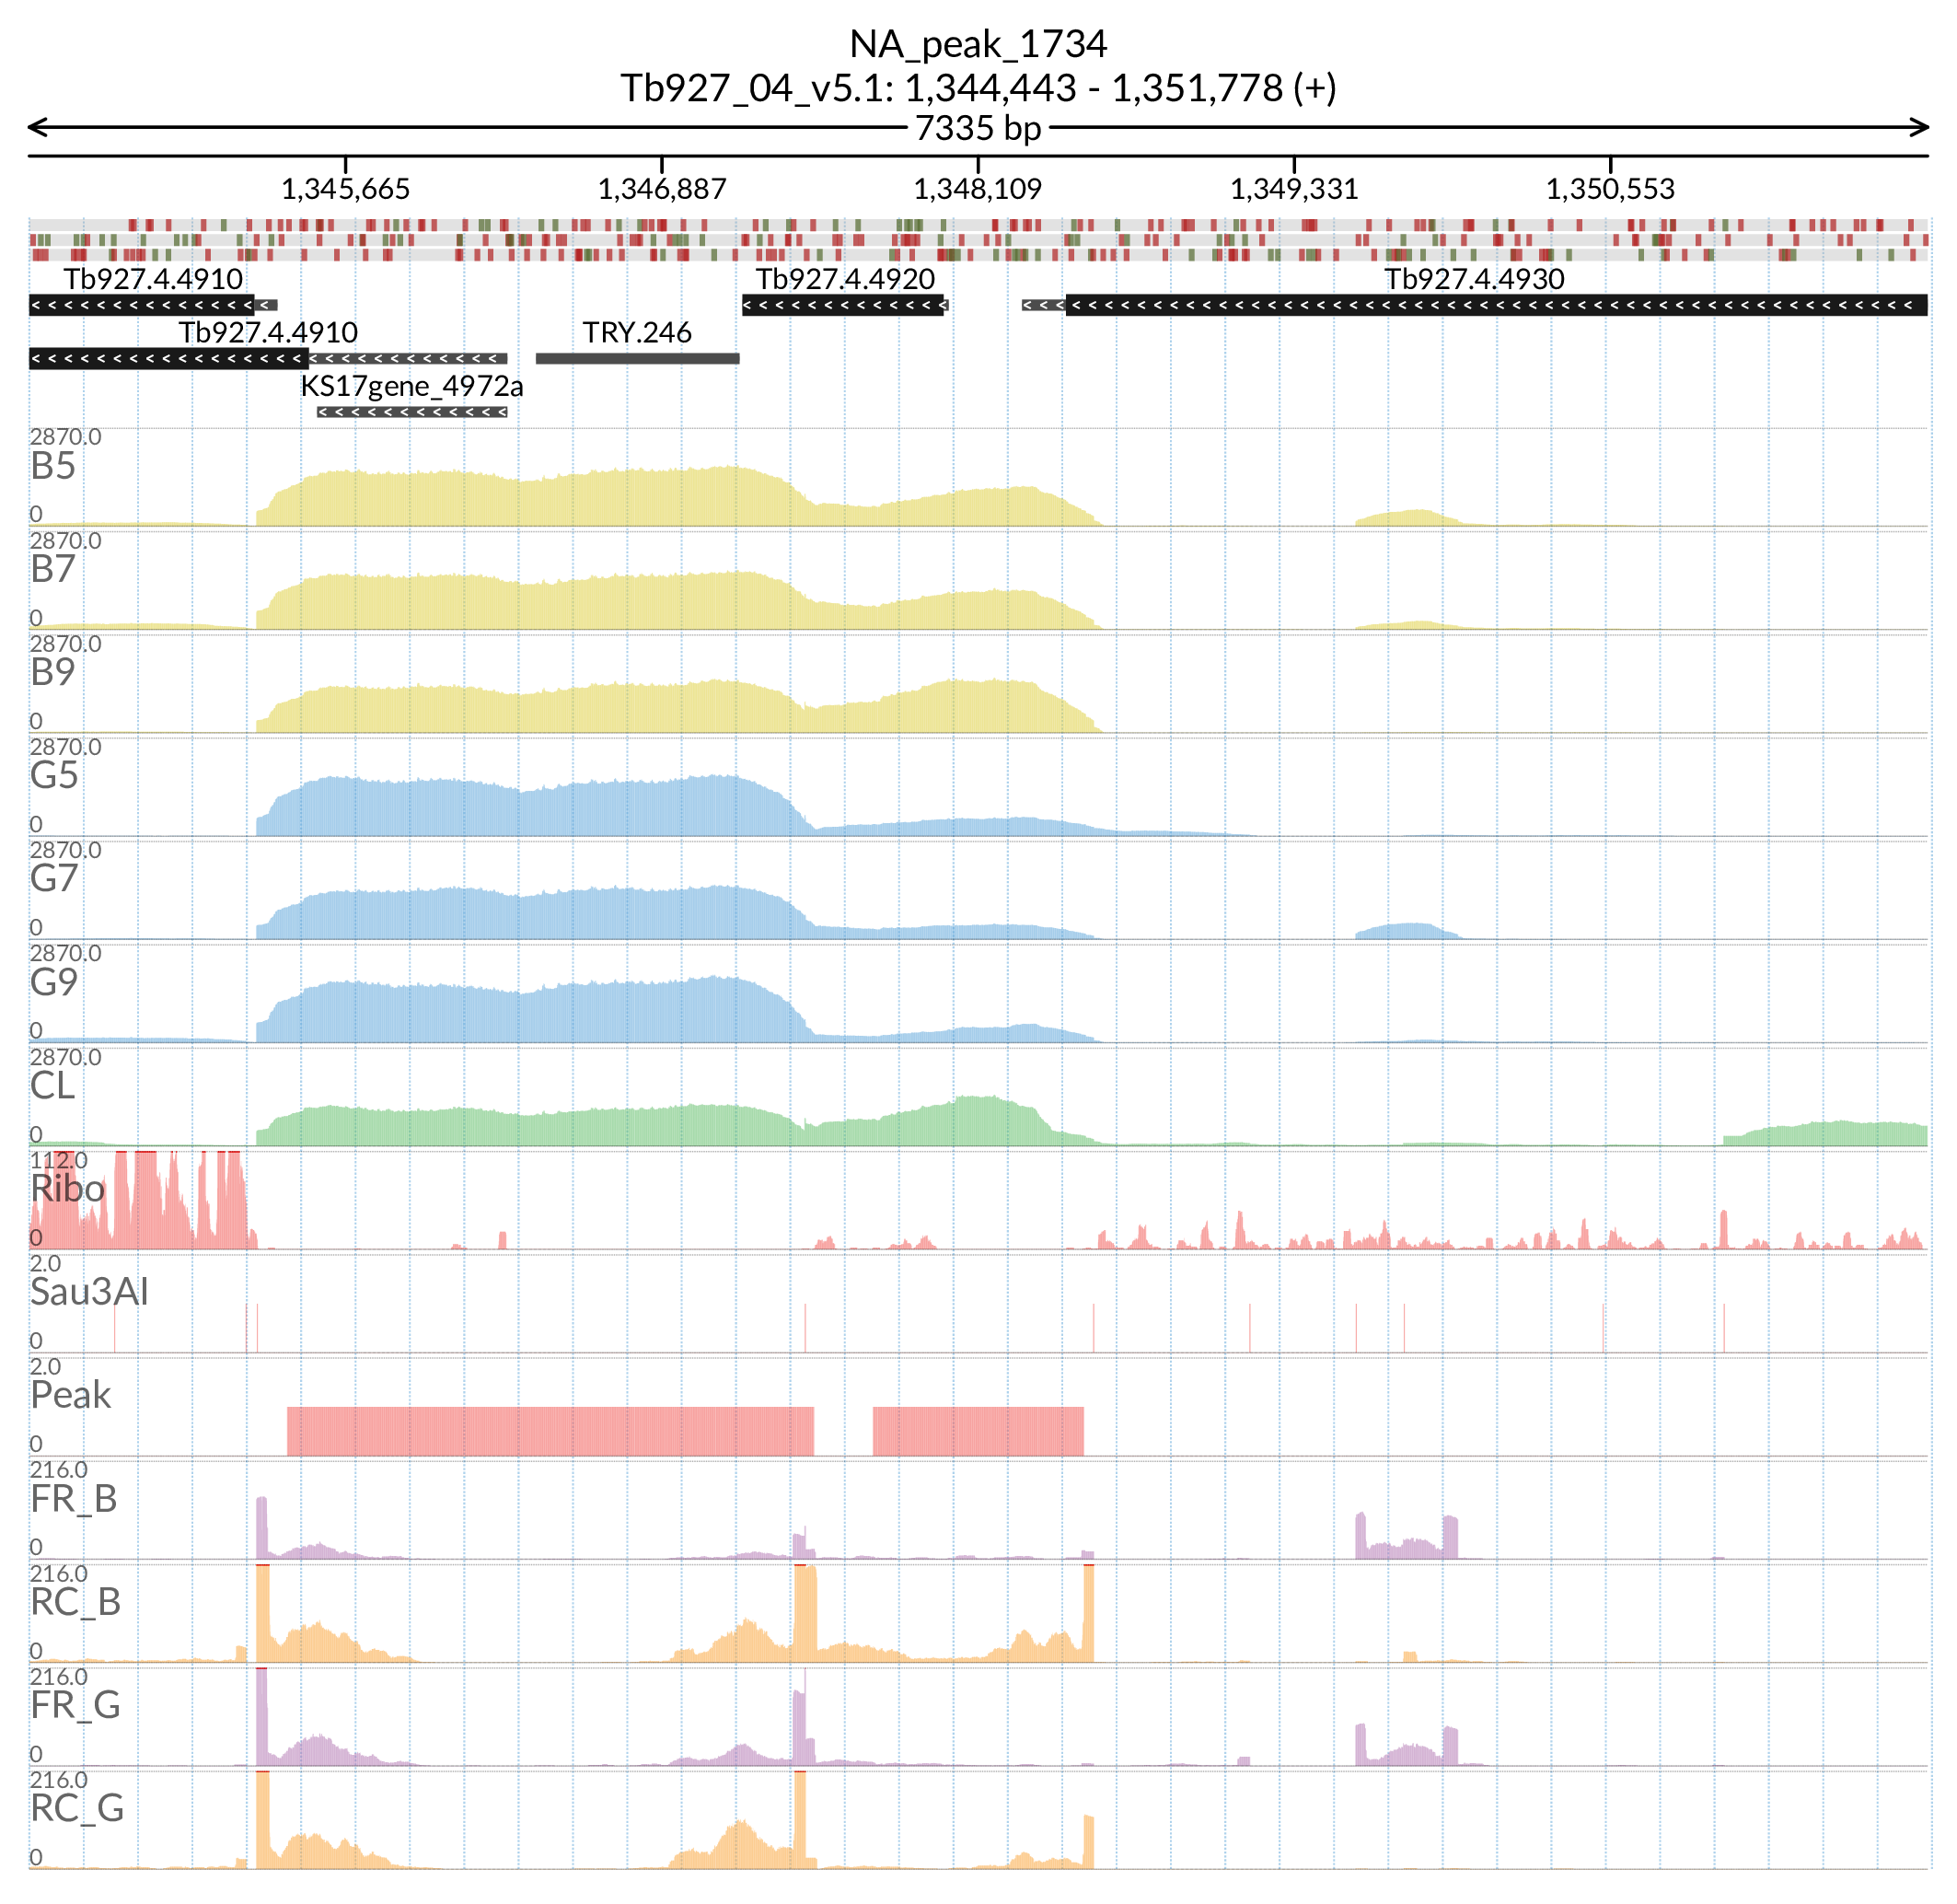 NA_peak_1734
Tb927_04_v5.1: 1,344,443 - 1,351,778 (+)
7335 bp
1,345,665 1,346,887 1,348,109 1,349,331 1,350,553
Tb927.4.4910 Tb927.4.4920 Tb927.4.4930
Tb927.4.4910 TRY.246
KS17gene_4972a
2870.0
B5
0
2870.0
B7
0
2870.0
B9
0
2870.0
G5
0
2870.0
G7
0
2870.0
G9
0
2870.0
CL
0
112.0
Ribo
0
2.0
Sau3AI
0
2.0
Peak
0
216.0
FR_B
0
216.0
RC_B
0
216.0
FR_G
0
216.0
RC_G
0